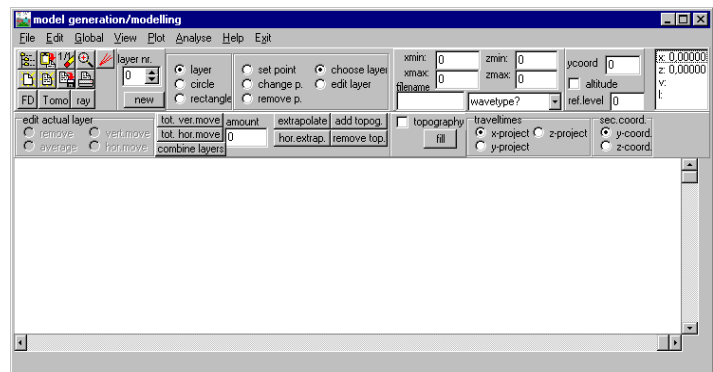 model generation/modelling
File Edit Global View Plot Analyse Help Exit
layer nr.
0
FD Tomo ray new
layer
circle
rectangle
set point choose layer
change p. edit layer
remove p.
xmin: 0 zmin: 0
xmax: 0 zmax: 0
filename
wavetype?
ycoord 0
altitude
ref.level 0
x: 0,00000
z: 0,00000
v:
l:
edit actual layer
remove vert.move
average hor.move
tot. ver.move
tot. hor.move
combine layers
amount
0
extrapolate add topog.
hor.extrap. remove top.
topography
fill
traveltimes
x-project z-project
y-project
sec.coord.
y-coord
z-coord